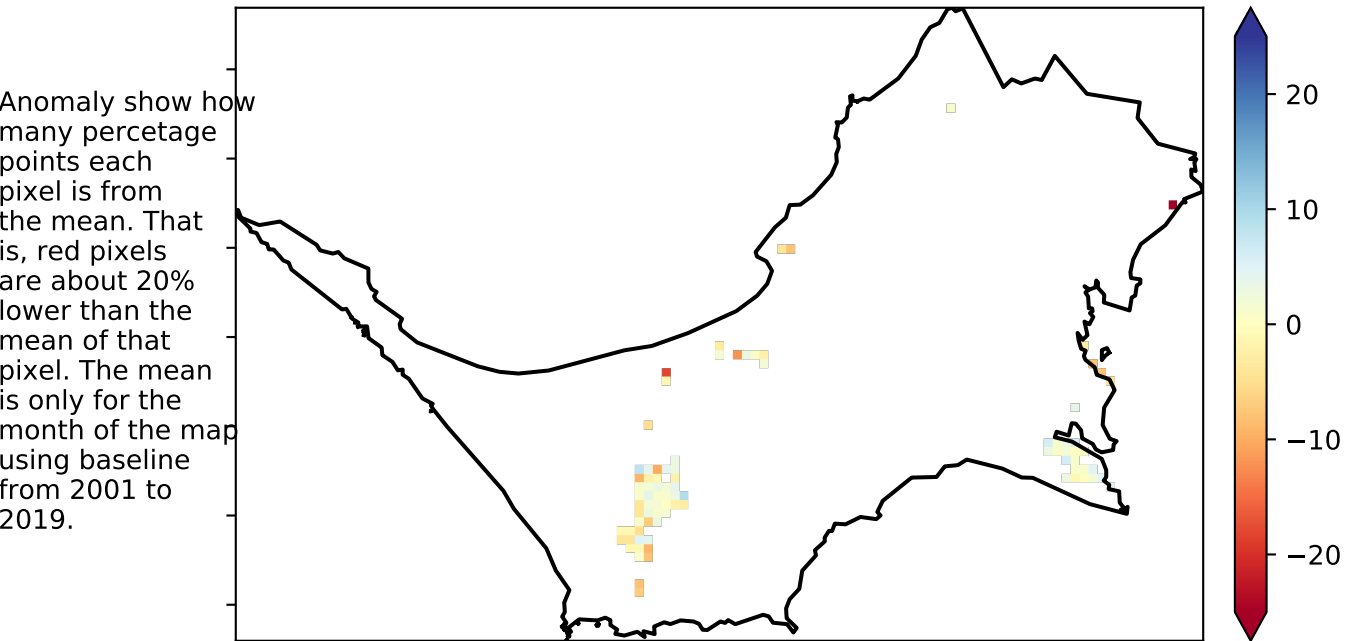 Anomaly show how
many percetage
points each
pixel is from
the mean. That
is, red pixels
are about 20%
lower than the
mean of that
pixel. The mean
is only for the
month of the map
using baseline
from 2001 to
2019.
20
10
0
−10
−20